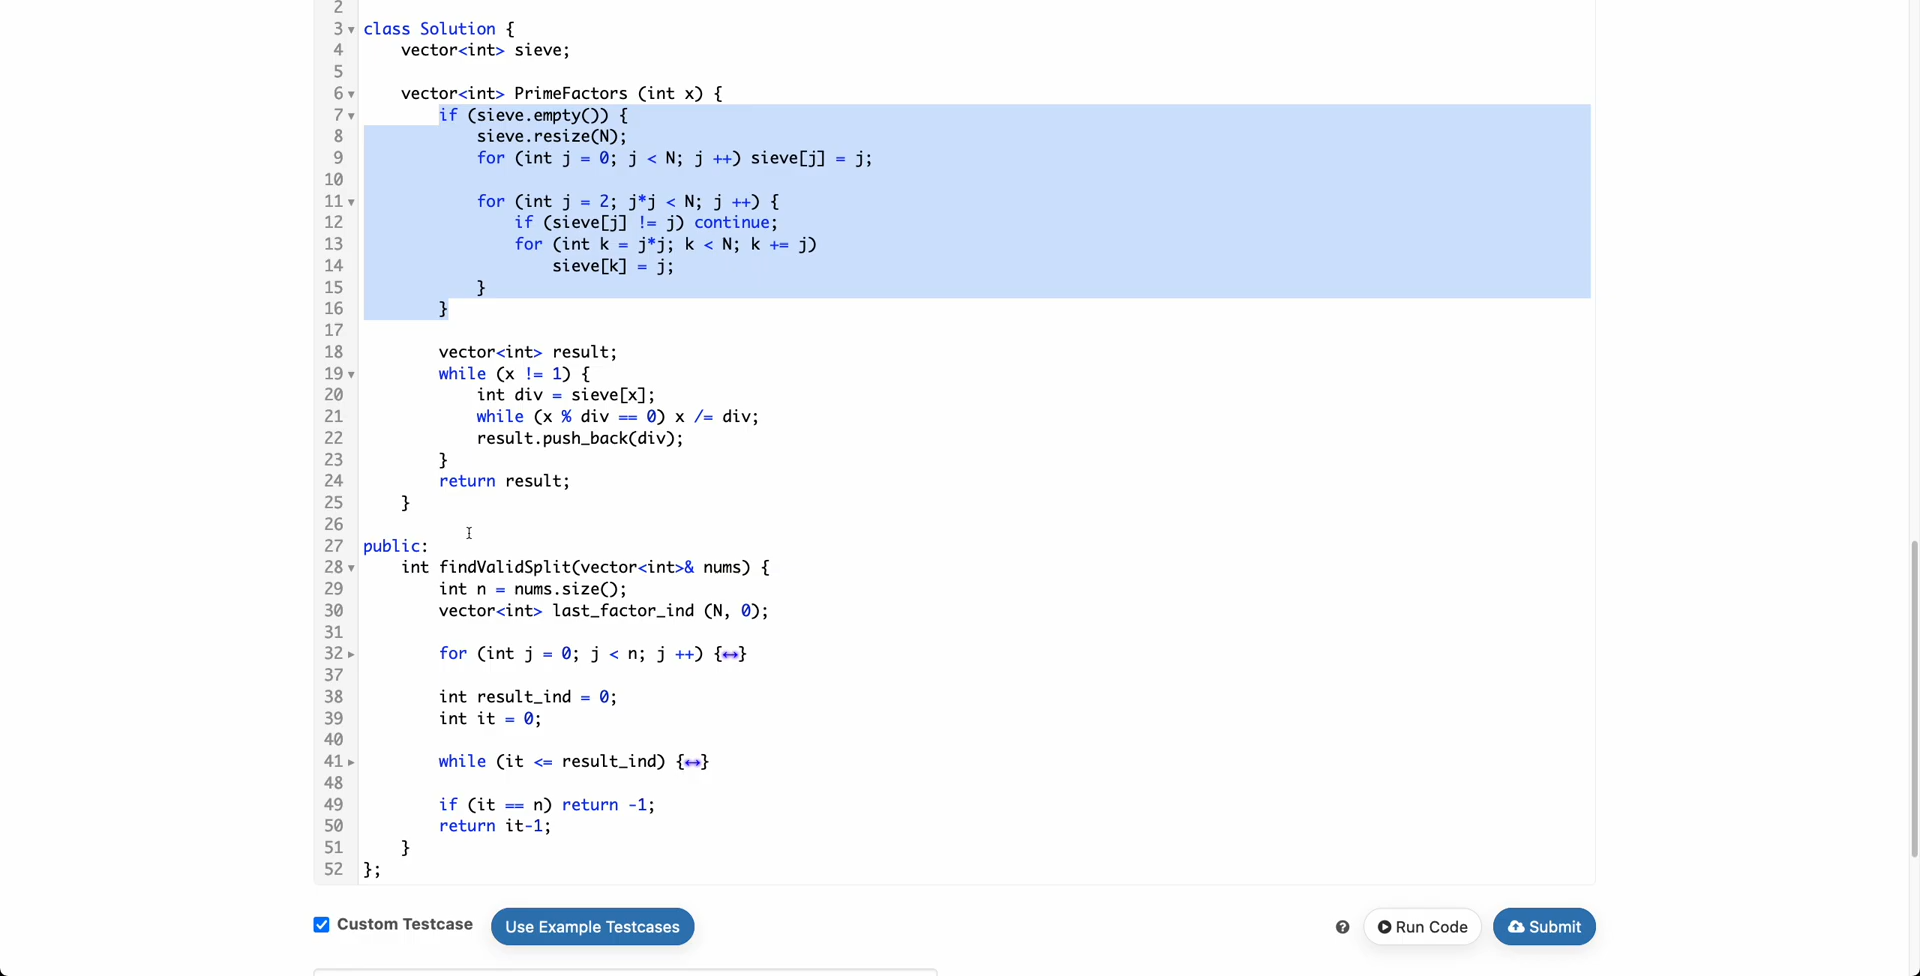 2
3 class Solution {
4 vector<int> sieve;
5
6 vector<int> PrimeFactors (int x) {
7 if (sieve.empty()) {
8 sieve.resize(N);
9 for (int j = 0; j < N; j ++) sieve[j] = j;
10
11 for (int j = 2; j*j < N; j ++) {
12 if (sieve[j] != j) continue;
13 for (int k = j*j; k < N; k += j)
14 sieve[k] = j;
15 }
16 }
17
18 vector<int> result;
19 while (x != 1) {
20 int div = sieve[x];
21 while (x % div == 0) x /= div;
22 result.push_back(div);
23 }
24 return result;
25 }
26
27 public:
28 int findValidSplit(vector<int>& nums) {
29 int n = nums.size();
30 vector<int> last_factor_ind (N, 0);
31
32 for (int j = 0; j < n; j ++) {↔}
37
38 int result_ind = 0;
39 int it = 0;
40
41 while (it <= result_ind) {↔}
48
49 if (it == n) return -1;
50 return it-1;
51 }
52 };
Custom Testcase Use Example Testcases ? Run Code Submit